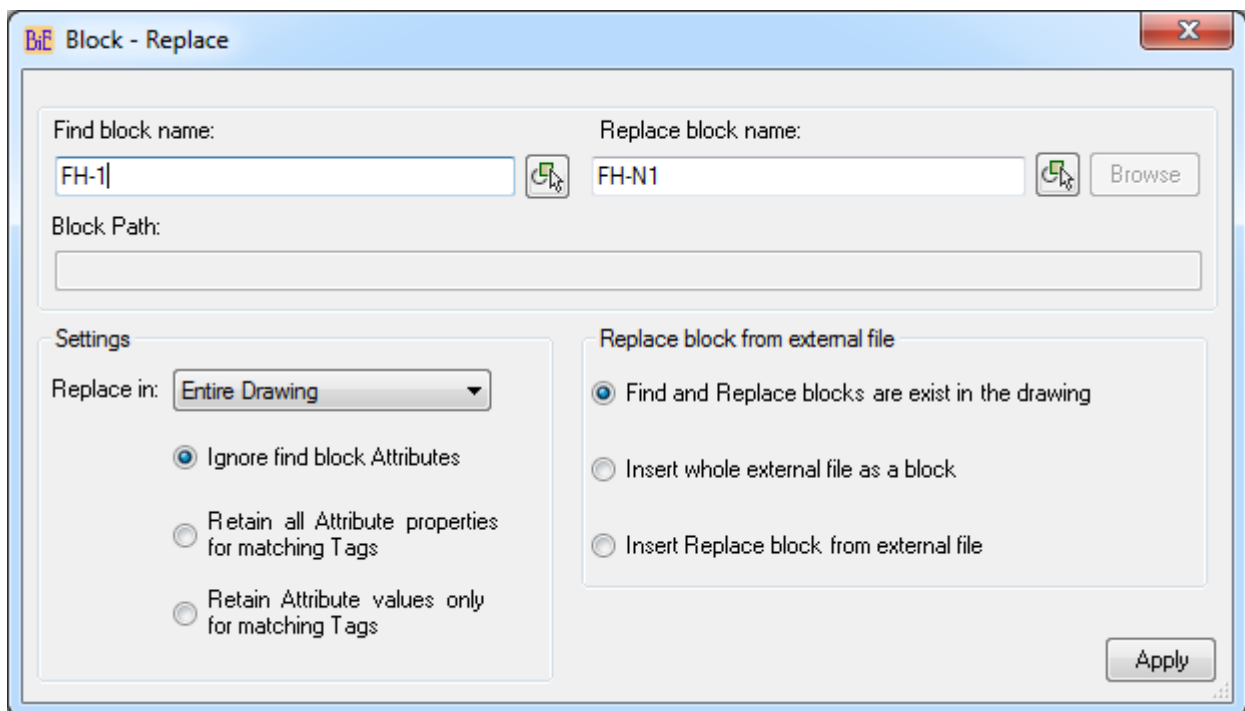 BiE Block - Replace
X
Find block name:
Replace block name:
FH-1
FH-N1
Browse
Block Path:
Settings
Replace block from external file
Replace in:
Entire Drawing
Find and Replace blocks are exist in the drawing
Ignore find block Attributes
Insert whole external file as a block
Retain all Attribute properties
for matching Tags
Insert Replace block from external file
Retain Attribute values only
for matching Tags
Apply